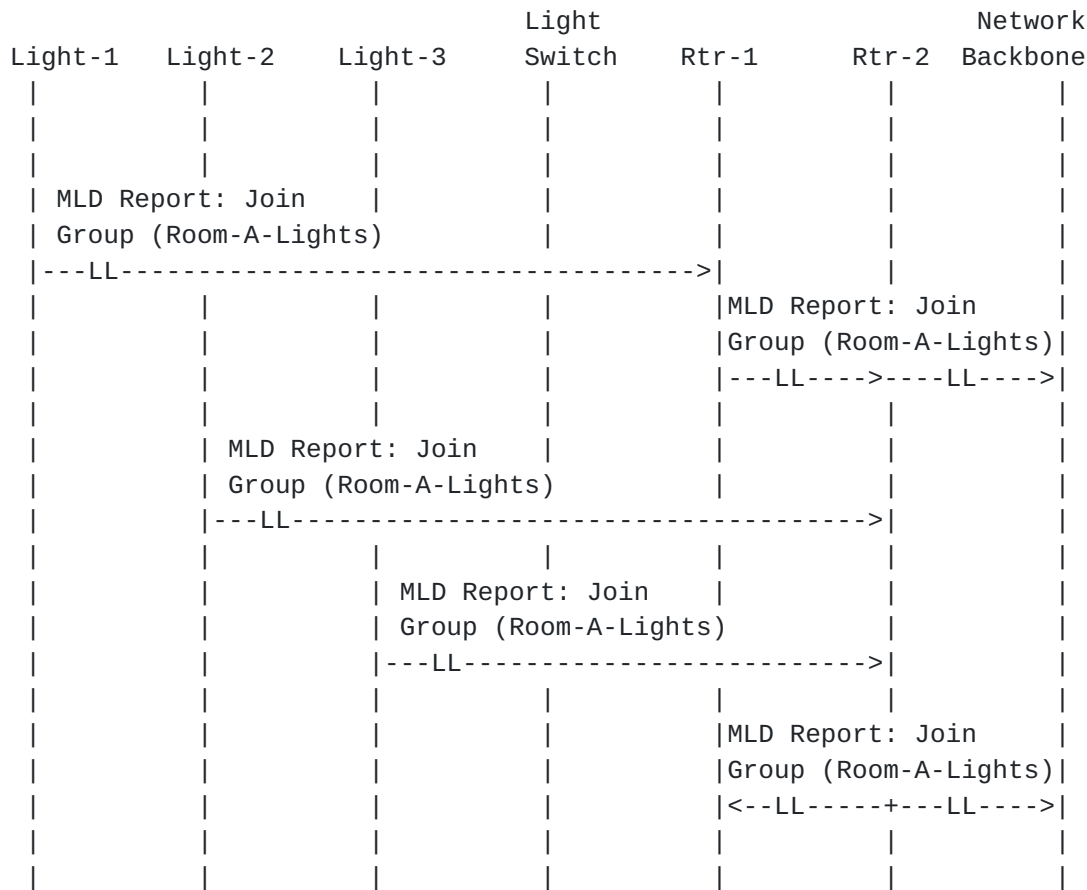 Light                      Network
Light-1   Light-2    Light-3     Switch    Rtr-1      Rtr-2  Backbone
 |          |          |          |          |          |          |
 |          |          |          |          |          |          |
 |          |          |          |          |          |          |
 | MLD Report: Join    |          |          |          |          |
 | Group (Room-A-Lights)          |          |          |          |
 |---LL------------------------------------->|          |          |
 |          |          |          |          |MLD Report: Join     |
 |          |          |          |          |Group (Room-A-Lights)|
 |          |          |          |          |---LL---->----LL---->|
 |          |          |          |          |          |          |
 |          | MLD Report: Join    |          |          |          |
 |          | Group (Room-A-Lights)          |          |          |
 |          |---LL------------------------------------->|          |
 |          |          |          |          |          |          |
 |          |          | MLD Report: Join    |          |          |
 |          |          | Group (Room-A-Lights)          |          |
 |          |          |---LL-------------------------->|          |
 |          |          |          |          |          |          |
 |          |          |          |          |MLD Report: Join     |
 |          |          |          |          |Group (Room-A-Lights)|
 |          |          |          |          |<--LL-----+---LL---->|
 |          |          |          |          |          |          |
 |          |          |          |          |          |          |